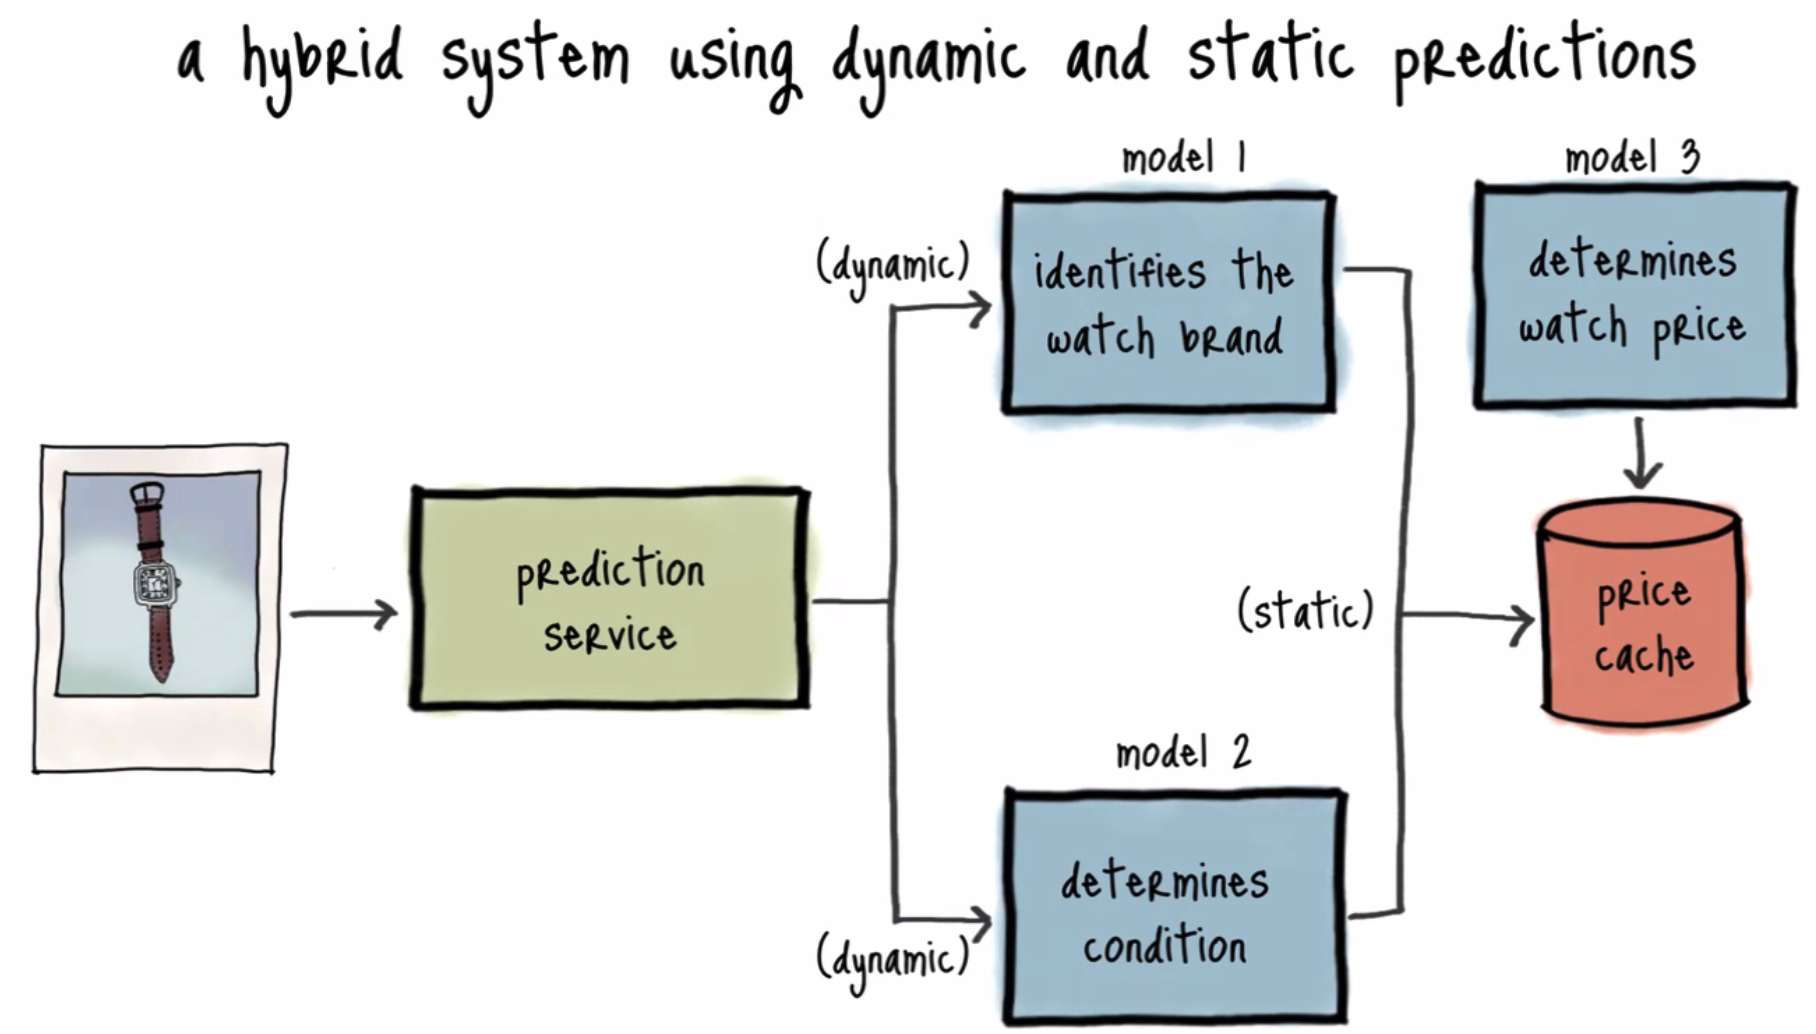 a hybrid system using dynamic and static predictions
model 1
model 3
(dynamic)
identifies the
watch brand
determines
watch price
prediction
service
(static)
price
cache
model 2
determines
condition
(dynamic)